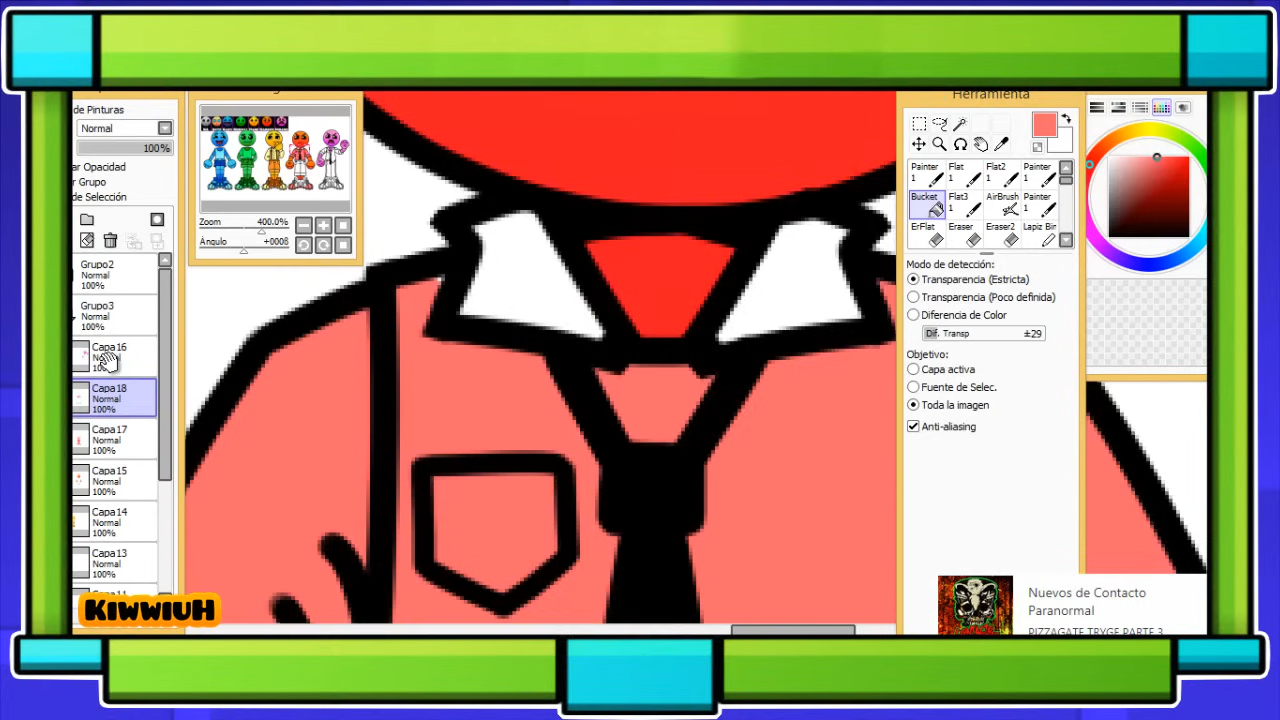 de Pinturas
Normal
100%
ar Opacidad
r Grupo
de Selección
Grupo2
Normal
100%
Grupo3
Normal
100%
Capa16
Capa18
Normal
100%
Capa17
Normal
100%
Capa15
Normal
100%
Capa14
Normal
100%
Capa13
Normal
100%
KIWWIUH
Zoom 400.0%
Ángulo +0008
Herramienta
Painter 1
Flat 1
Flat2 1
Painter 1
Bucket
Flat3 1
AirBrush
Painter 1
ErFlat
Eraser
Eraser2
Lapiz Bin
Modo de detección:
Transparencia (Estricta)
Transparencia (Poco definida)
Diferencia de Color
Dif. Transp ±29
Objetivo:
Capa activa
Fuente de Selec.
Toda la imagen
Anti-aliasing
Nuevos de Contacto
Paranormal
PIZZAGATE TRYGE PARTE 3